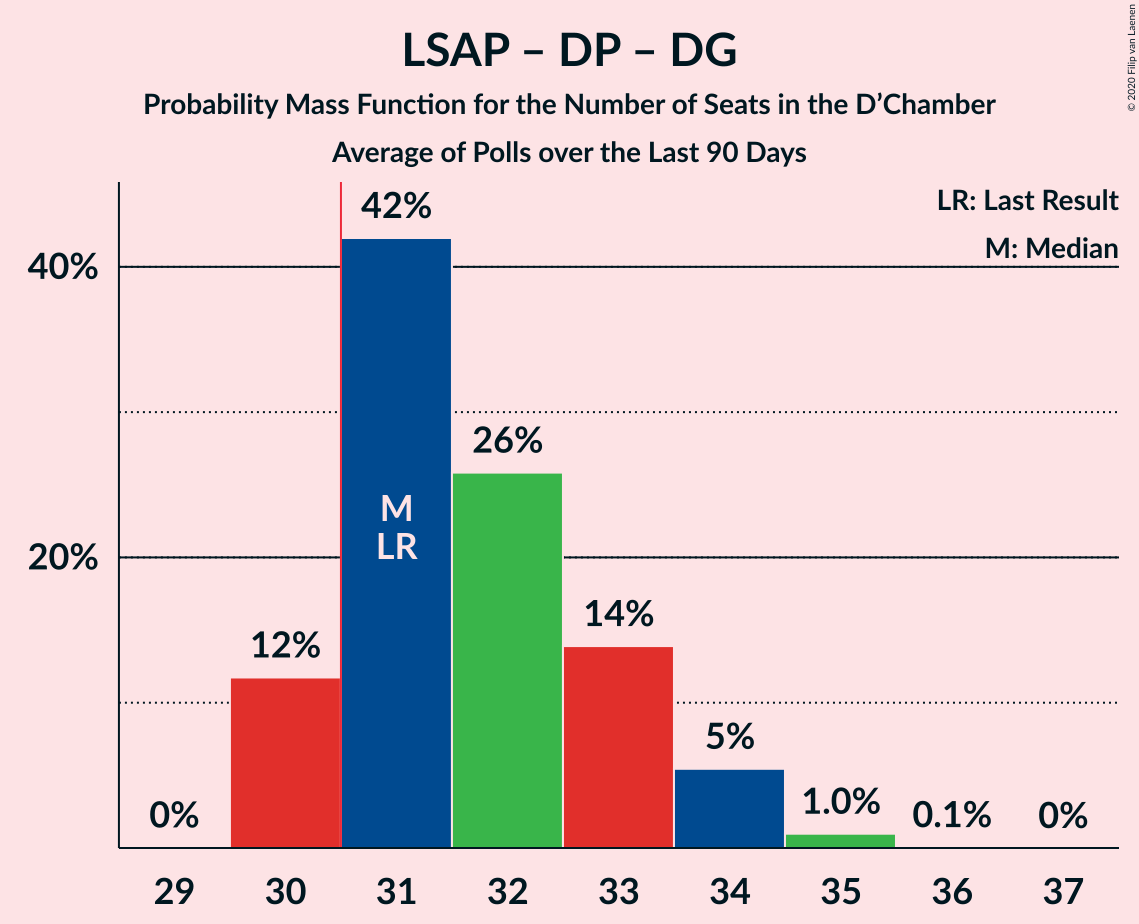 LSAP – DP – DG
Probability Mass Function for the Number of Seats in the D’Chamber
Average of Polls over the Last 90 Days
© 2020 Filip van Laenen
LR: Last Result
M: Median
40%
20%
0%
12%
42%
M
LR
26%
14%
5%
1.0%
0.1%
0%
29 30 31 32 33 34 35 36 37